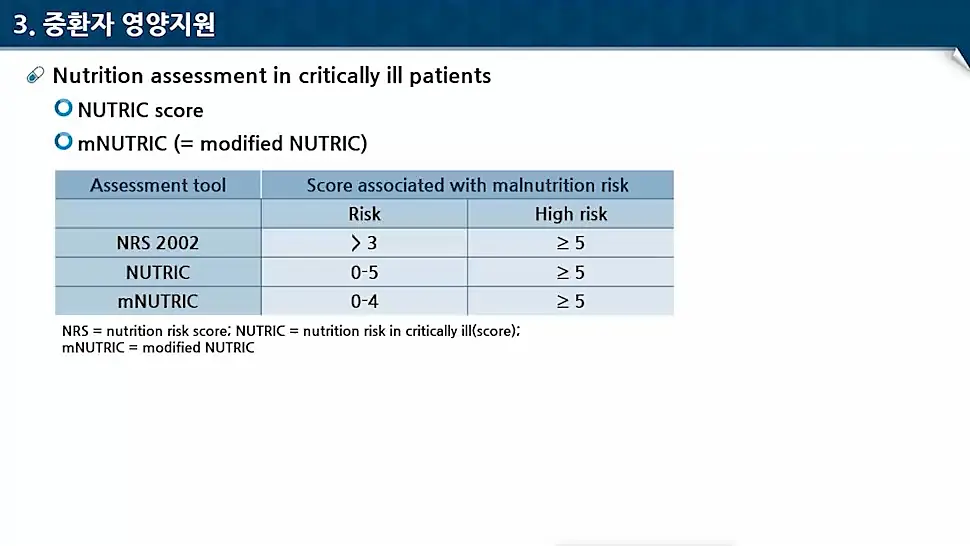 3. 중환자 영양지원
Nutrition assessment in critically ill patients
NUTRIC score
mNUTRIC (= modified NUTRIC)
Assessment tool Score associated with malnutrition risk
Risk High risk
NRS 2002 > 3 ≥ 5
NUTRIC 0-5 ≥ 5
mNUTRIC 0-4 ≥ 5
NRS = nutrition risk score; NUTRIC = nutrition risk in critically ill(score);
mNUTRIC = modified NUTRIC